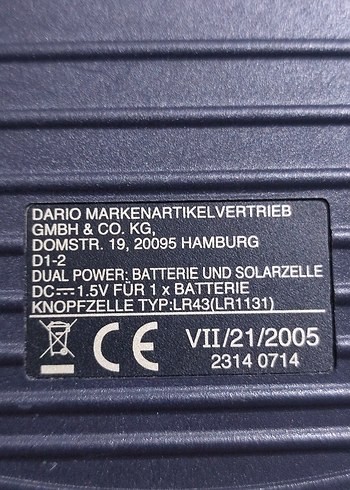 DARIO MARKENARTIKELVERTRIEB
GMBH & CO. KG,
DOMSTR. 19, 20095 HAMBURG
D1-2
DUAL POWER: BATTERIE UND SOLARZELLE
DC⎓1.5V FÜR 1 x BATTERIE
KNOPFZELLE TYP:LR43(LR1131)
CE VII/21/2005
2314 0714